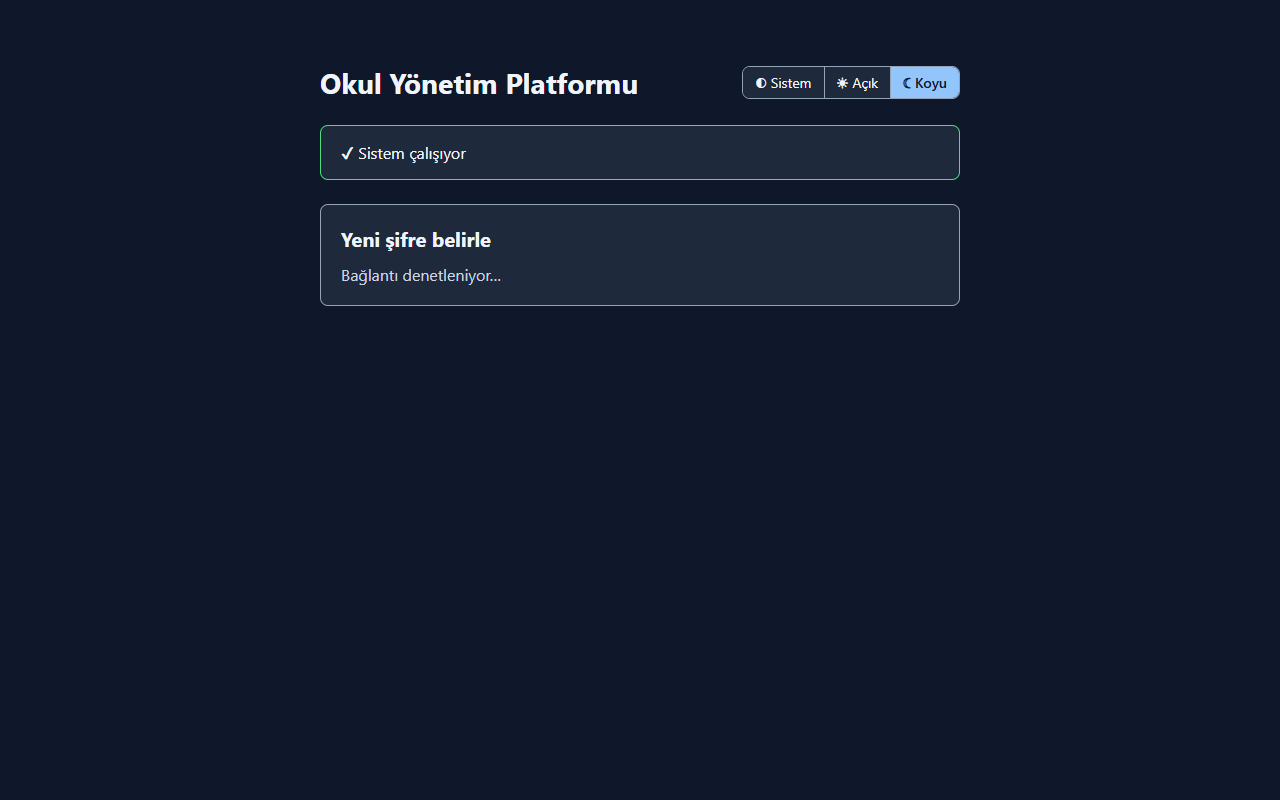 Okul Yönetim Platformu
◐ Sistem ☀ Açık ☾ Koyu
✓ Sistem çalışıyor
Yeni şifre belirle
Bağlantı denetleniyor...